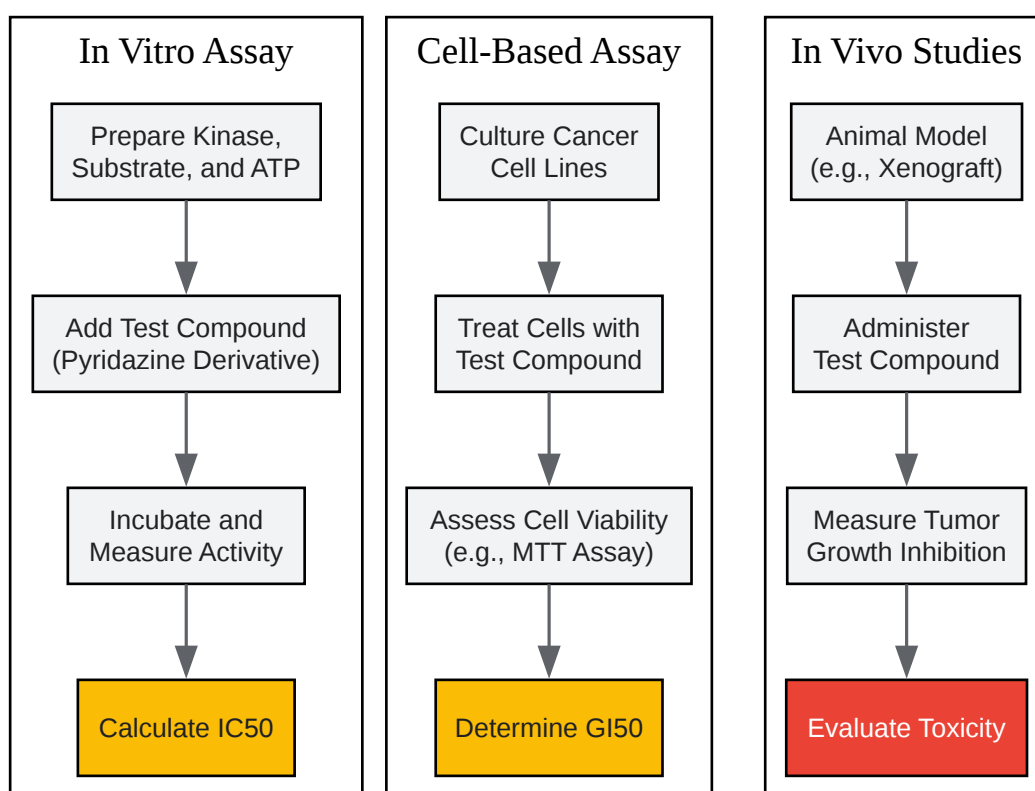 In Vitro Assay
Prepare Kinase,
Substrate, and ATP
Add Test Compound
(Pyridazine Derivative)
Incubate and
Measure Activity
Calculate IC50
Cell-Based Assay
Culture Cancer
Cell Lines
Treat Cells with
Test Compound
Assess Cell Viability
(e.g., MTT Assay)
Determine GI50
In Vivo Studies
Animal Model
(e.g., Xenograft)
Administer
Test Compound
Measure Tumor
Growth Inhibition
Evaluate Toxicity